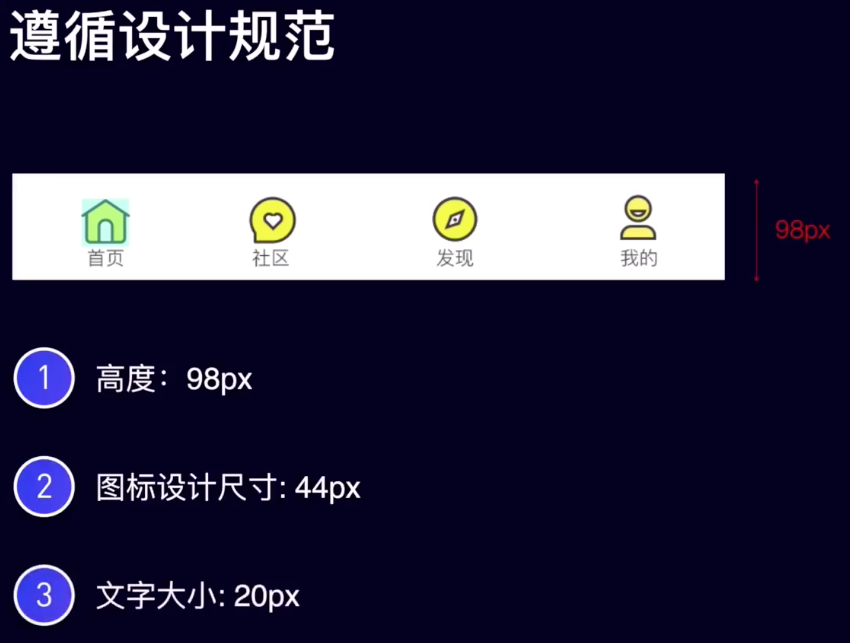 遵循设计规范
首页 社区 发现 我的
98px
1 高度：98px
2 图标设计尺寸: 44px
3 文字大小: 20px